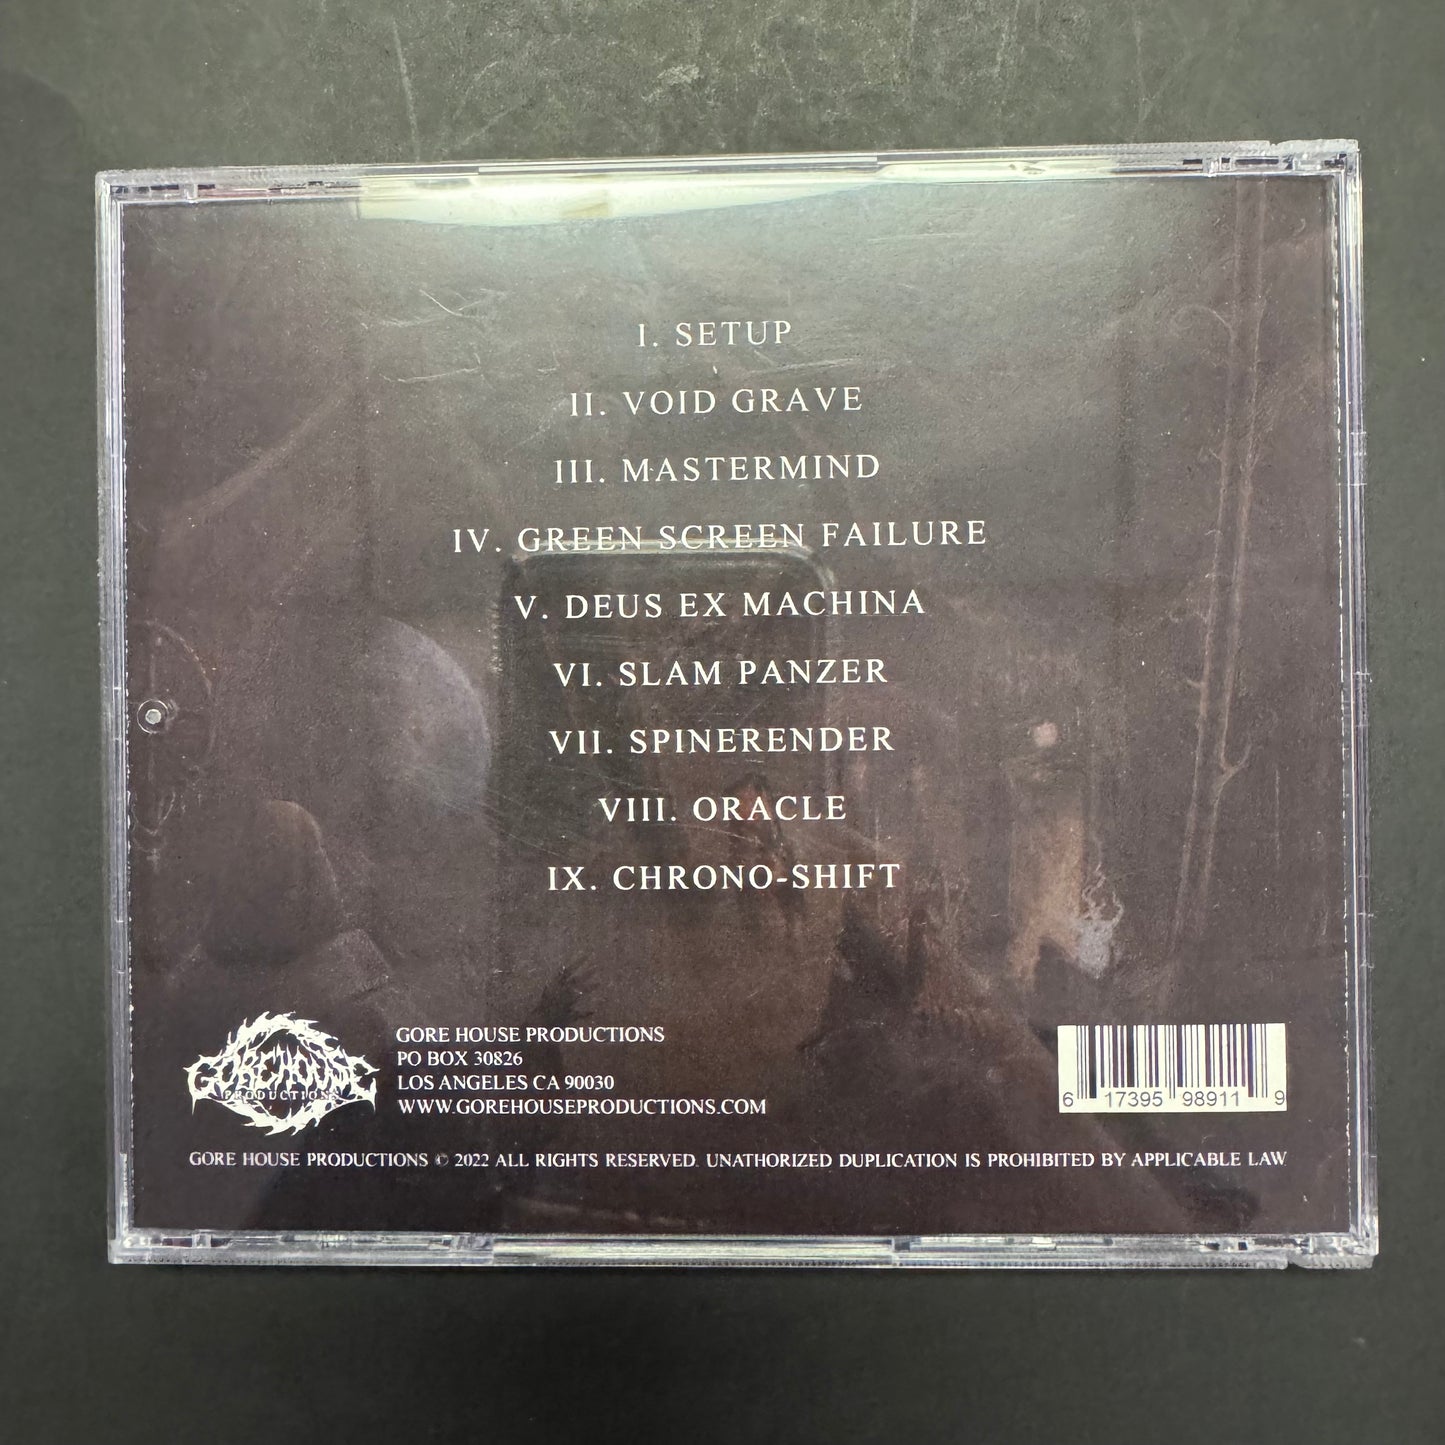 I. SETUP
II. VOID GRAVE
III. MASTERMIND
IV. GREEN SCREEN FAILURE
V. DEUS EX MACHINA
VI. SLAM PANZER
VII. SPINERENDER
VIII. ORACLE
IX. CHRONO-SHIFT
GOREHOUSE
PRODUCTIONS
GORE HOUSE PRODUCTIONS
PO BOX 30826
LOS ANGELES CA 90030
WWW.GOREHOUSEPRODUCTIONS.COM
6 17395 98911 9
GORE HOUSE PRODUCTIONS © 2022 ALL RIGHTS RESERVED. UNATHORIZED DUPLICATION IS PROHIBITED BY APPLICABLE LAW